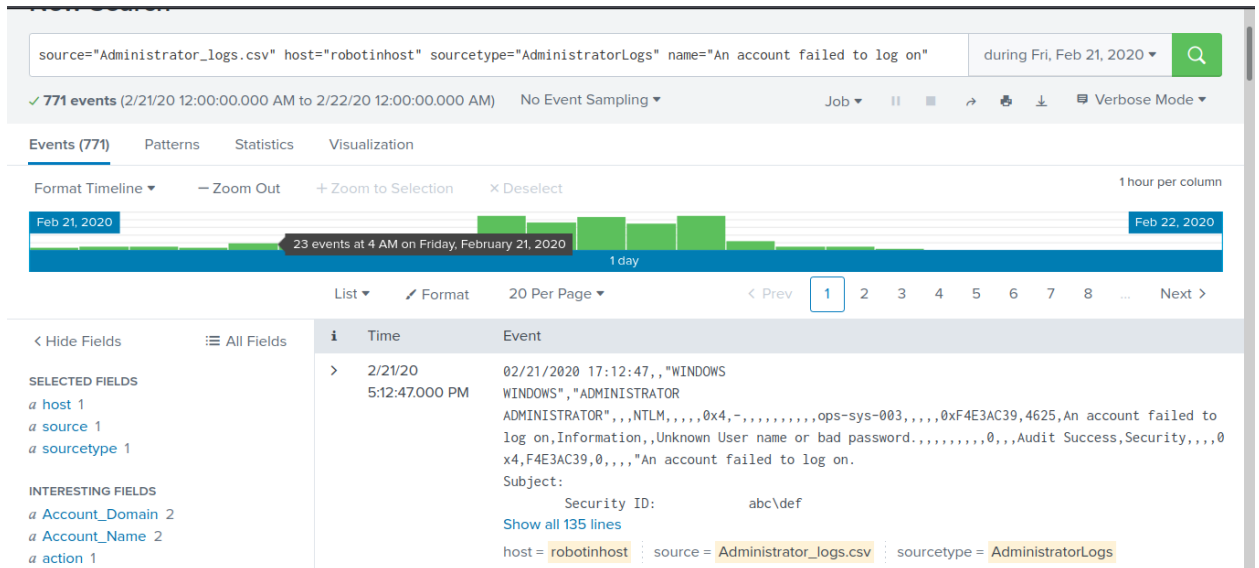 New Search
source="Administrator_logs.csv" host="robotinhost" sourcetype="AdministratorLogs" name="An account failed to log on"
during Fri, Feb 21, 2020
771 events (2/21/20 12:00:00.000 AM to 2/22/20 12:00:00.000 AM)
No Event Sampling
Job
Verbose Mode
Events (771)
Patterns
Statistics
Visualization
Format Timeline
— Zoom Out
+ Zoom to Selection
× Deselect
1 hour per column
Feb 21, 2020
Feb 22, 2020
23 events at 4 AM on Friday, February 21, 2020
1 day
List
Format
20 Per Page
< Prev
1
2
3
4
5
6
7
8
...
Next >
< Hide Fields
All Fields
i
Time
Event
SELECTED FIELDS
a host 1
a source 1
a sourcetype 1
INTERESTING FIELDS
a Account_Domain 2
a Account_Name 2
a action 1
>
2/21/20
5:12:47.000 PM
02/21/2020 17:12:47,,"WINDOWS
WINDOWS","ADMINISTRATOR
ADMINISTRATOR",,,NTLM,,,,,0x4,-,,,,,,,,,,ops-sys-003,,,,,0xF4E3AC39,4625,An account failed to
log on,Information,,Unknown User name or bad password.,,,,,,,,,,0,,,Audit Success,Security,,,,0
x4,F4E3AC39,0,,,,"An account failed to log on.
Subject:
Security ID: abc\def
Show all 135 lines
host = robotinhost
source = Administrator_logs.csv
sourcetype = AdministratorLogs